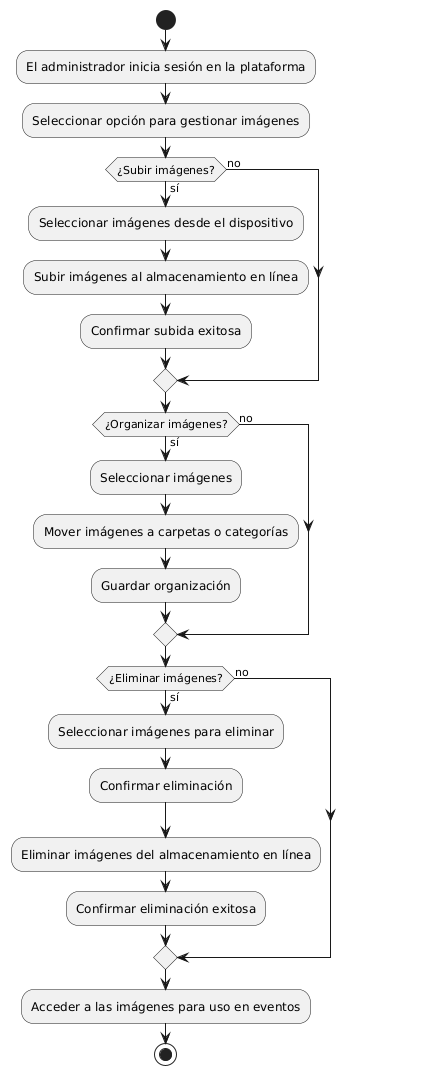 El administrador inicia sesión en la plataforma
Seleccionar opción para gestionar imágenes
¿Subir imágenes?
no
sí
Seleccionar imágenes desde el dispositivo
Subir imágenes al almacenamiento en línea
Confirmar subida exitosa
¿Organizar imágenes?
no
sí
Seleccionar imágenes
Mover imágenes a carpetas o categorías
Guardar organización
¿Eliminar imágenes?
no
sí
Seleccionar imágenes para eliminar
Confirmar eliminación
Eliminar imágenes del almacenamiento en línea
Confirmar eliminación exitosa
Acceder a las imágenes para uso en eventos